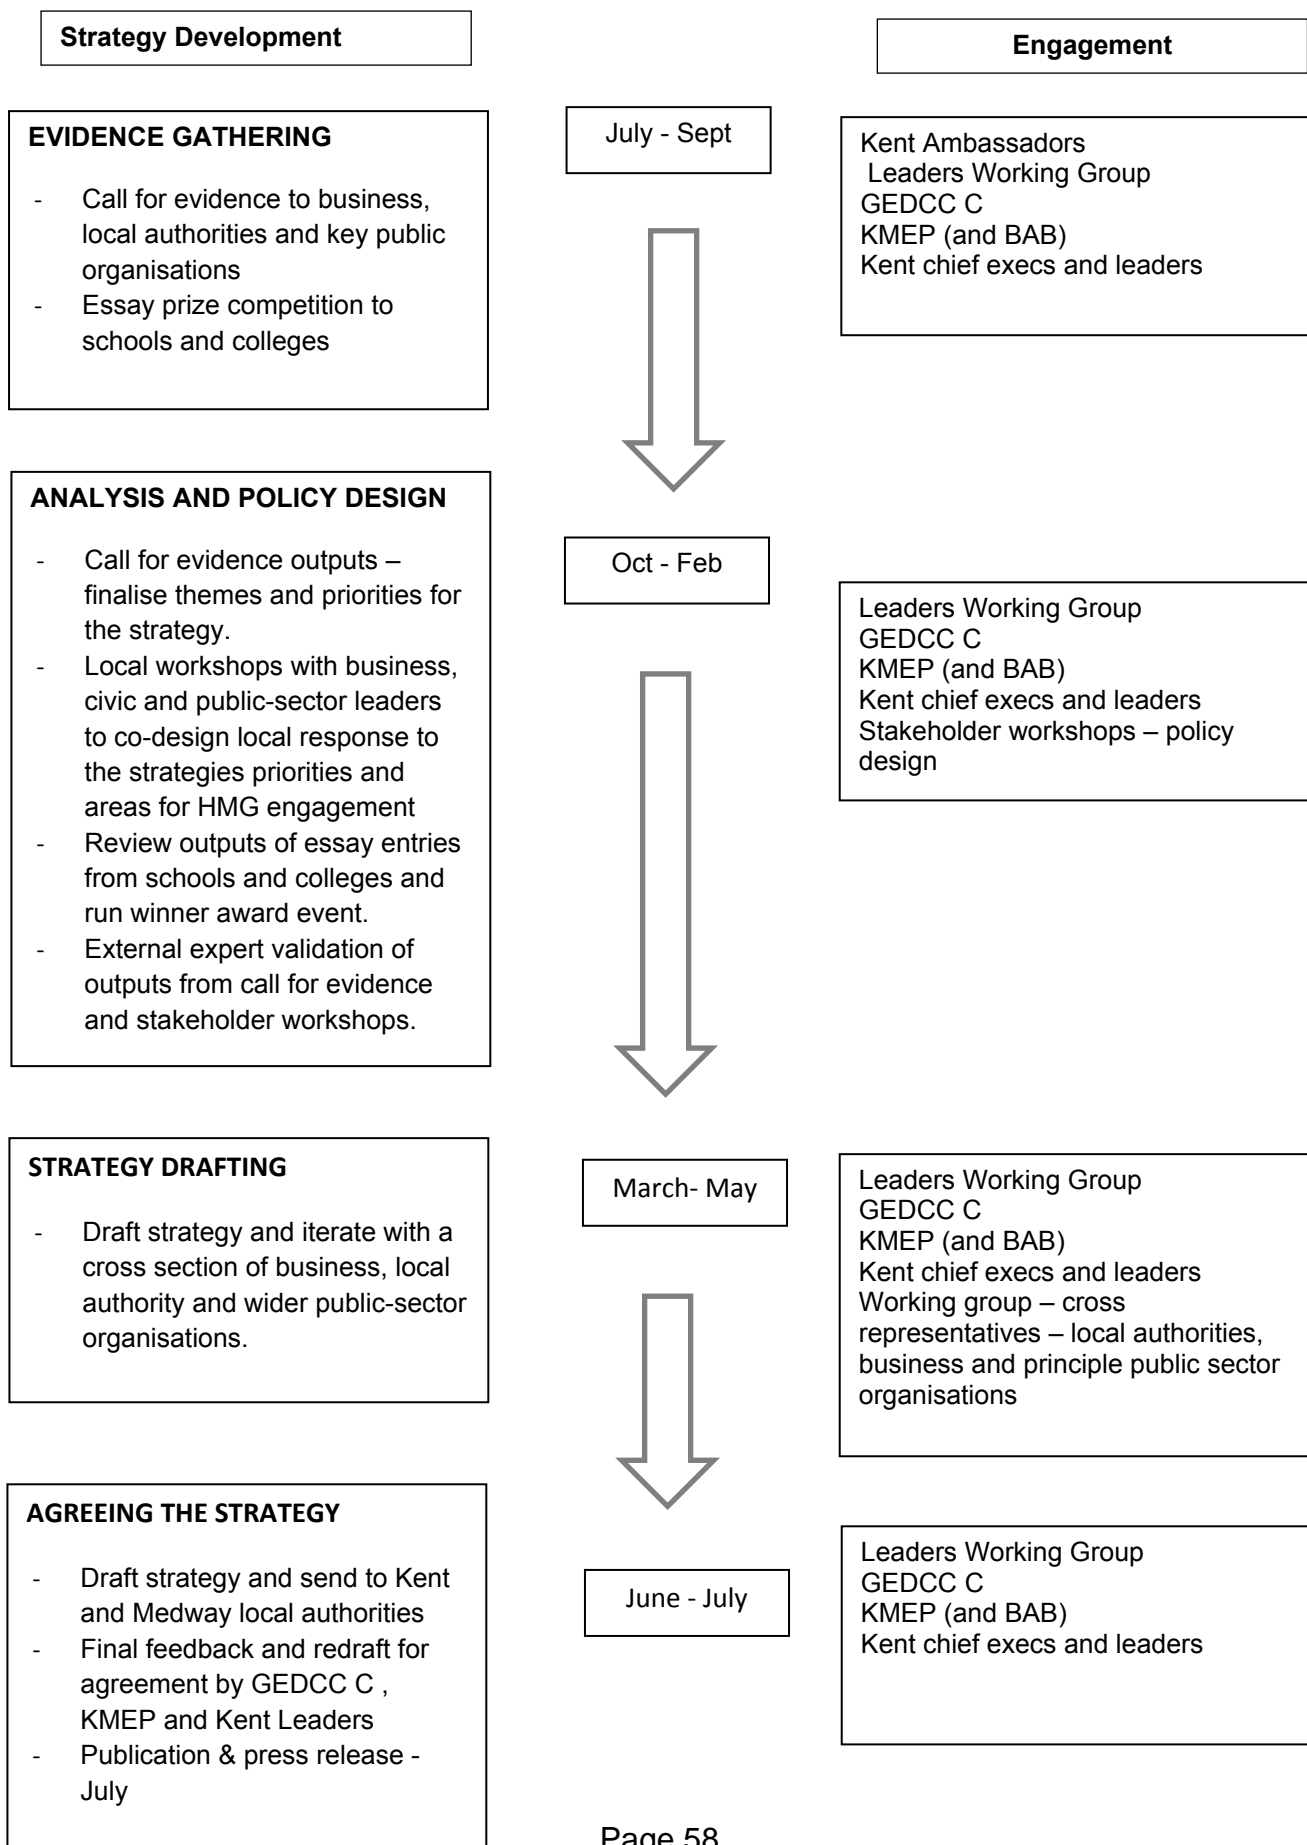 Strategy Development
Engagement
EVIDENCE GATHERING
- Call for evidence to business,
local authorities and key public
organisations
- Essay prize competition to
schools and colleges
July - Sept
Kent Ambassadors
Leaders Working Group
GEDCC C
KMEP (and BAB)
Kent chief execs and leaders
ANALYSIS AND POLICY DESIGN
- Call for evidence outputs –
finalise themes and priorities for
the strategy.
- Local workshops with business,
civic and public-sector leaders
to co-design local response to
the strategies priorities and
areas for HMG engagement
- Review outputs of essay entries
from schools and colleges and
run winner award event.
- External expert validation of
outputs from call for evidence
and stakeholder workshops.
Oct - Feb
Leaders Working Group
GEDCC C
KMEP (and BAB)
Kent chief execs and leaders
Stakeholder workshops – policy
design
STRATEGY DRAFTING
- Draft strategy and iterate with a
cross section of business, local
authority and wider public-sector
organisations.
March- May
Leaders Working Group
GEDCC C
KMEP (and BAB)
Kent chief execs and leaders
Working group – cross
representatives – local authorities,
business and principle public sector
organisations
AGREEING THE STRATEGY
- Draft strategy and send to Kent
and Medway local authorities
- Final feedback and redraft for
agreement by GEDCC C ,
KMEP and Kent Leaders
- Publication & press release -
July
June - July
Leaders Working Group
GEDCC C
KMEP (and BAB)
Kent chief execs and leaders
Page 58